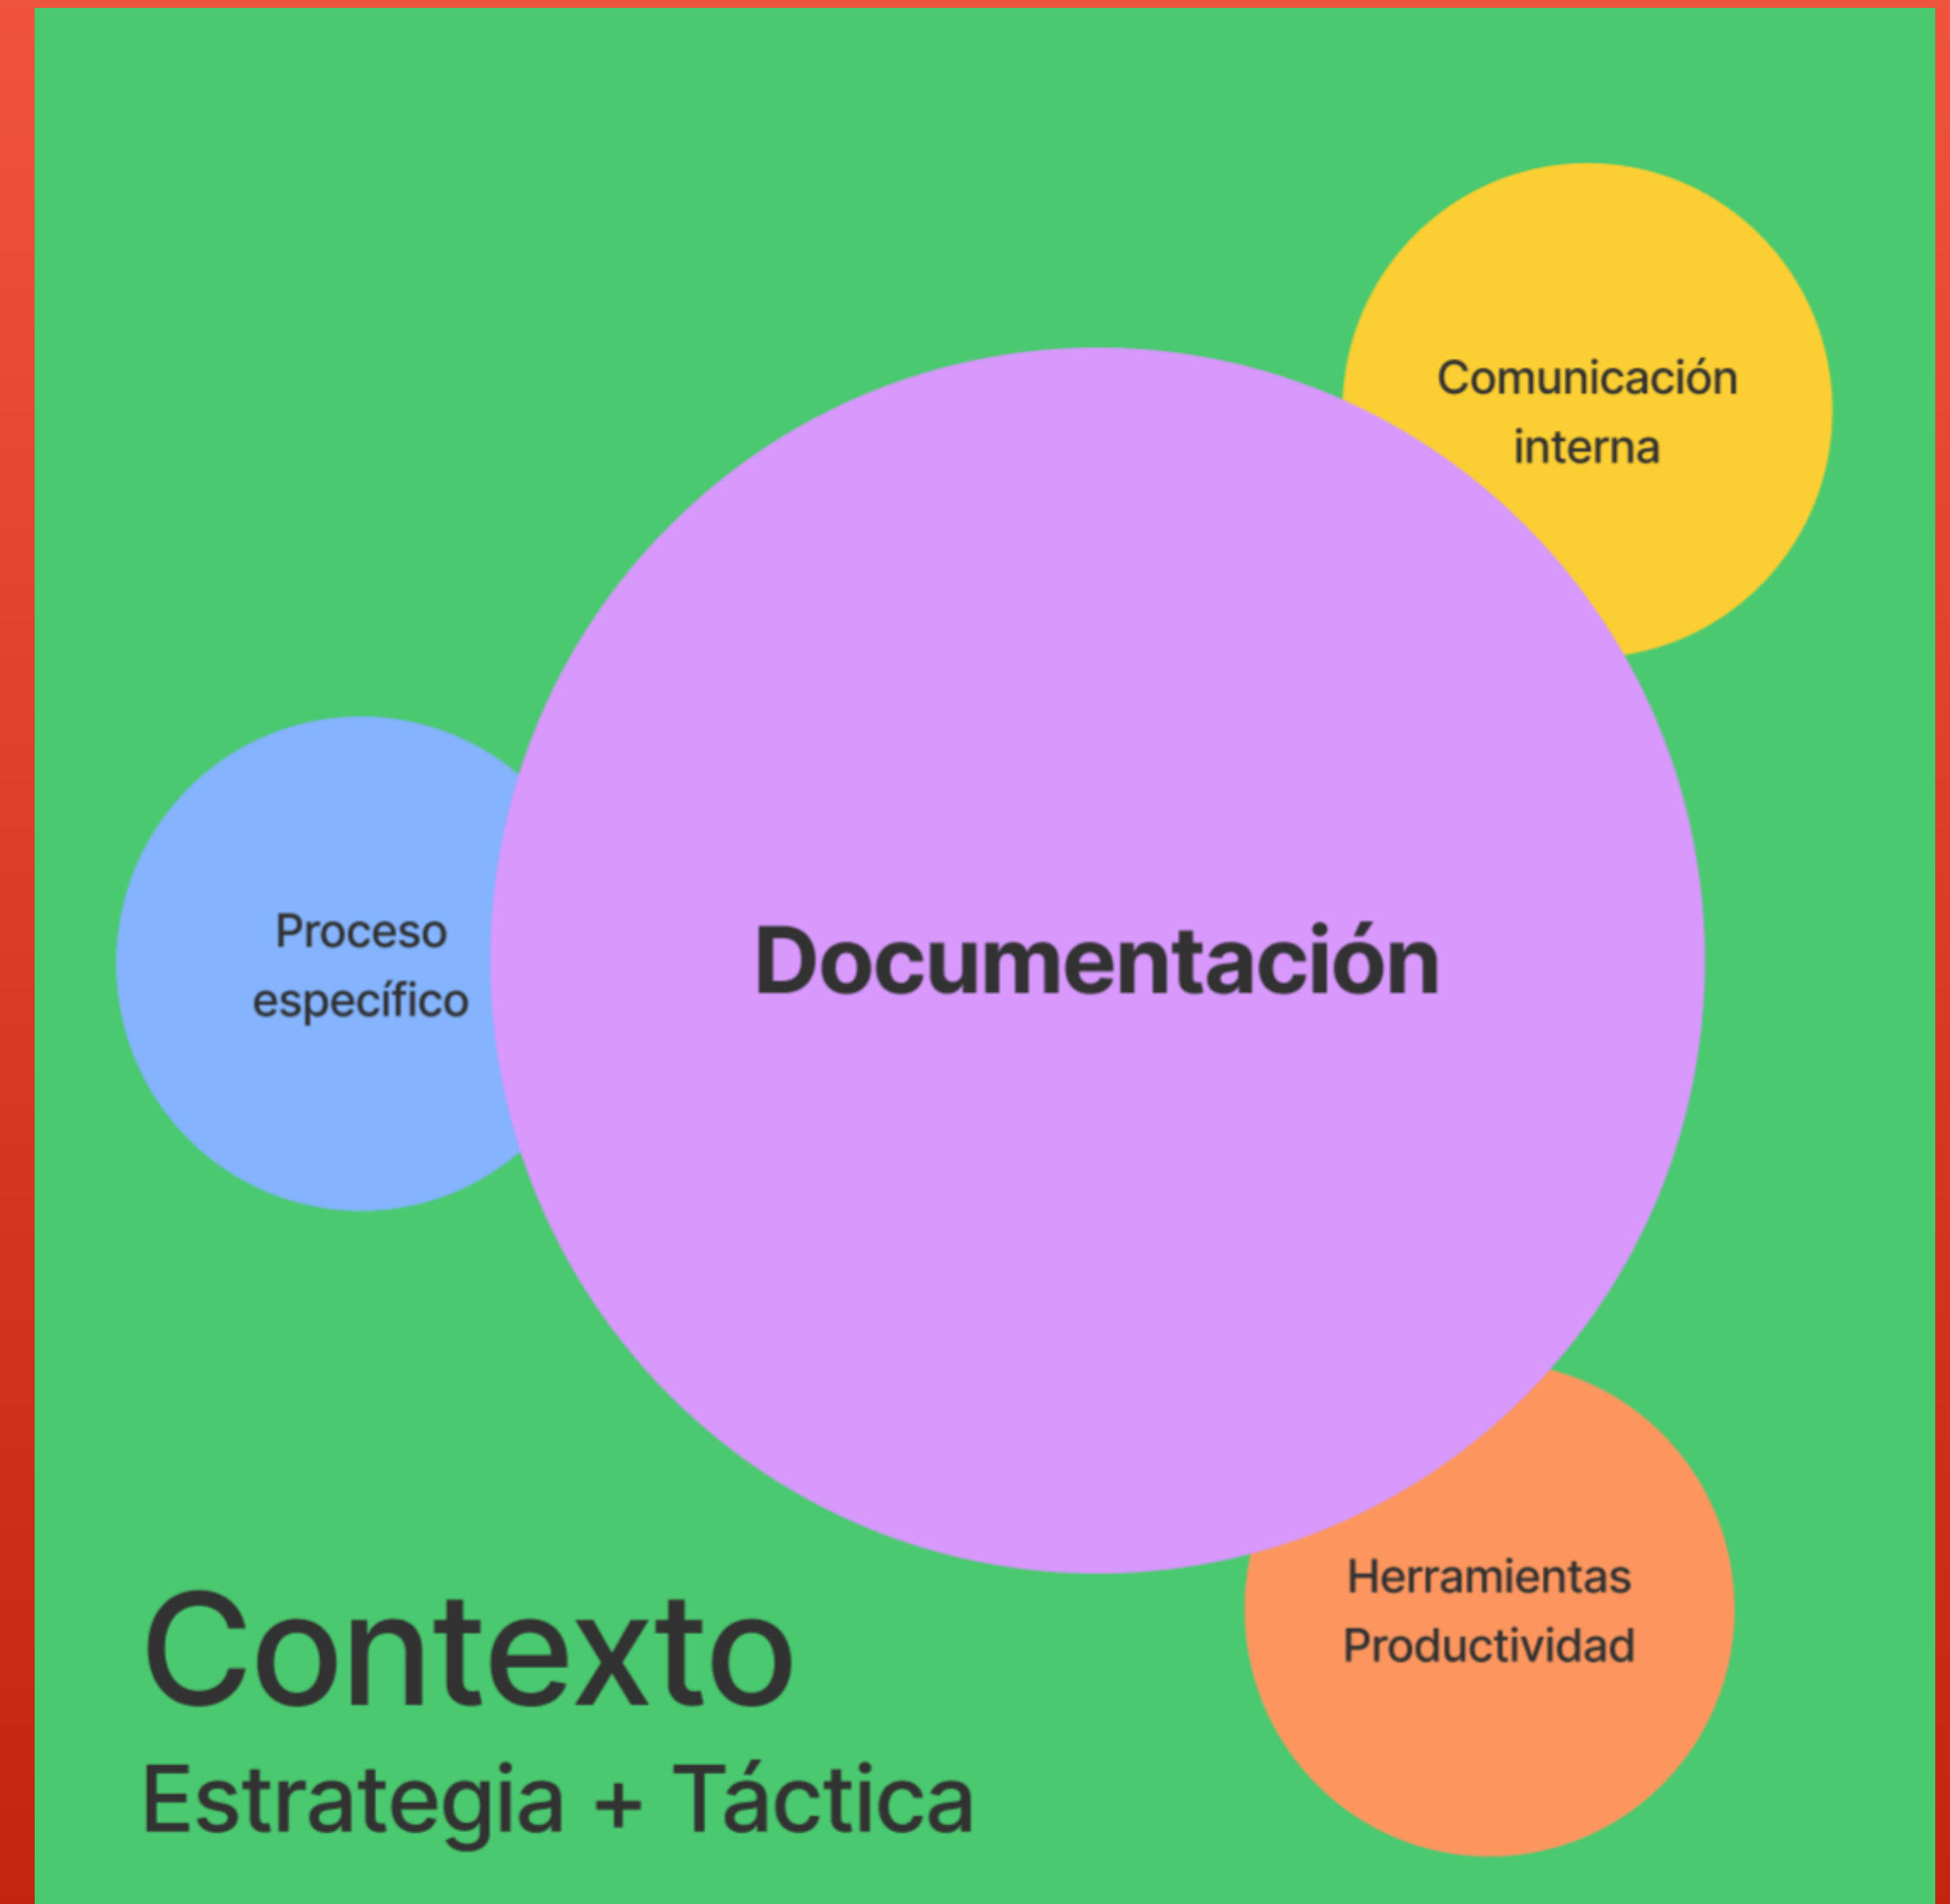 Comunicación
interna
Proceso
específico
Documentación
Herramientas
Productividad
Contexto
Estrategia + Táctica